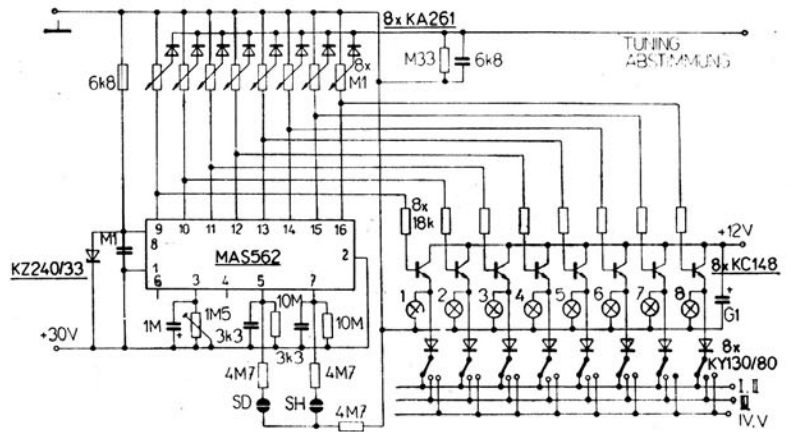 8x KA261
TUNING
ABSTIMMUNG
6k8
8x
M1
M33
6k8
9 10 11 12 13 14 15 16
8
MAS562
2
1
6 3 4 5 7
M1
KZ240/33
8x
18k
+12V
8x KC148
1 2 3 4 5 6 7 8
G1
1M
1M5
3k3
10M
3k3
10M
+30V
8x
KY130/80
4M7
4M7
SD
SH
4M7
I. II
III
IV. V